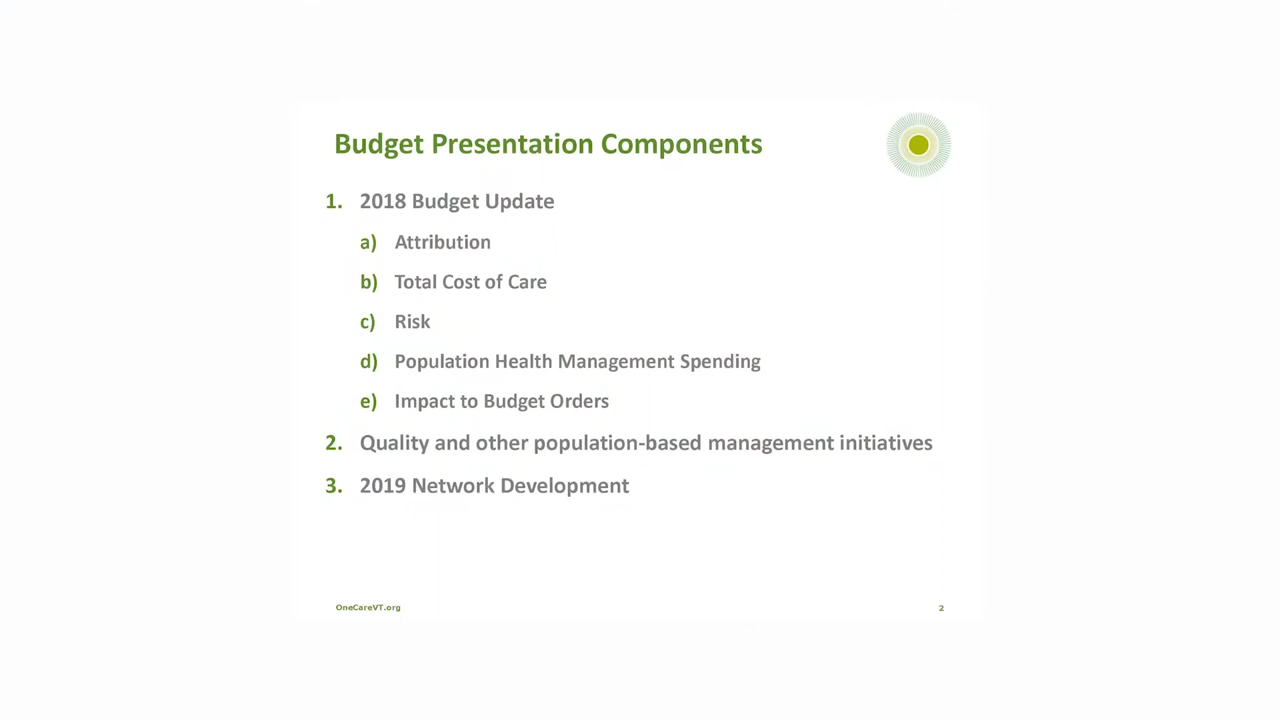 Budget Presentation Components
1. 2018 Budget Update
a) Attribution
b) Total Cost of Care
c) Risk
d) Population Health Management Spending
e) Impact to Budget Orders
2. Quality and other population-based management initiatives
3. 2019 Network Development
OneCareVT.org
2